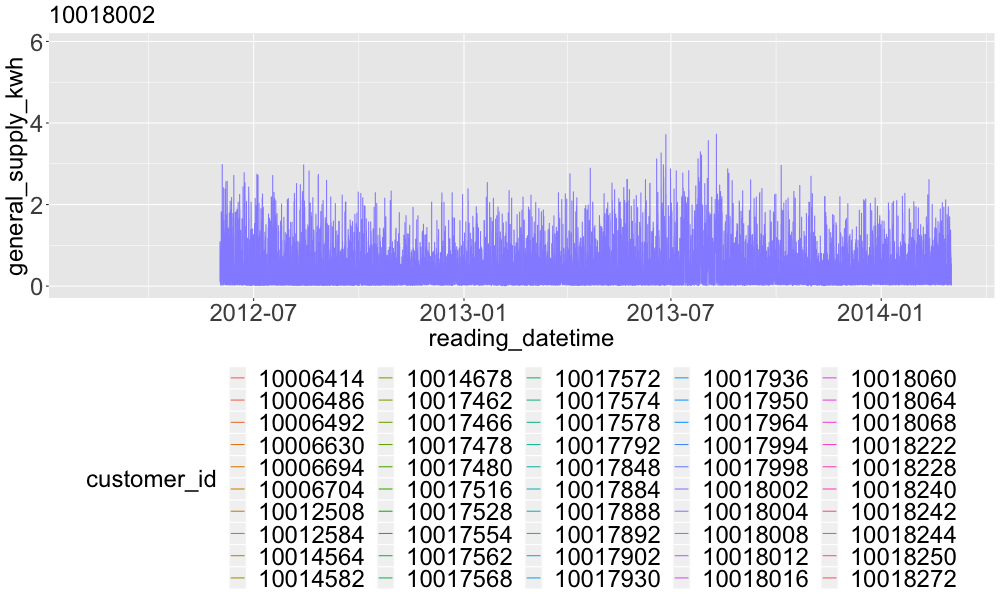 10018002
general_supply_kwh
6
4
2
0
2012-07 2013-01 2013-07 2014-01
reading_datetime
customer_id
10006414 10014678 10017572 10017936 10018060
10006486 10017462 10017574 10017950 10018064
10006492 10017466 10017578 10017964 10018068
10006630 10017478 10017792 10017994 10018222
10006694 10017480 10017848 10017998 10018228
10006704 10017516 10017884 10018002 10018240
10012508 10017528 10017888 10018004 10018242
10012584 10017554 10017892 10018008 10018244
10014564 10017562 10017902 10018012 10018250
10014582 10017568 10017930 10018016 10018272